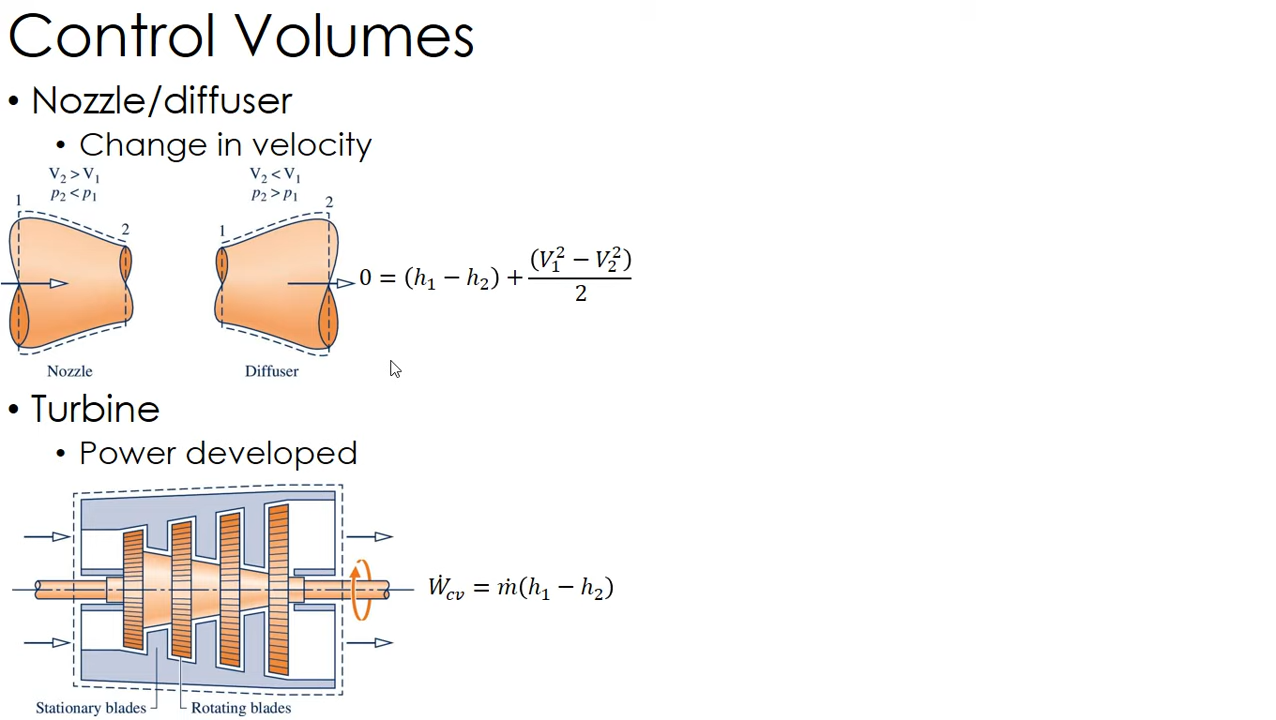 Control Volumes
• Nozzle/diffuser
• Change in velocity
V₂ > V₁
p₂ < p₁
V₂ < V₁
p₂ > p₁
1
2
1
2
0 = (h₁ − h₂) + (V₁² − V₂²)/2
Nozzle
Diffuser
• Turbine
• Power developed
Ẇcv = ṁ(h₁ − h₂)
Stationary blades
Rotating blades